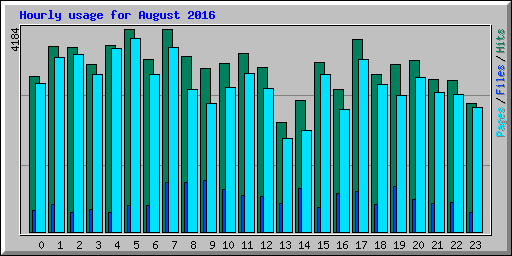 Hourly usage for August 2016
4184
Pages/Files/Hits
0 1 2 3 4 5 6 7 8 9 10 11 12 13 14 15 16 17 18 19 20 21 22 23